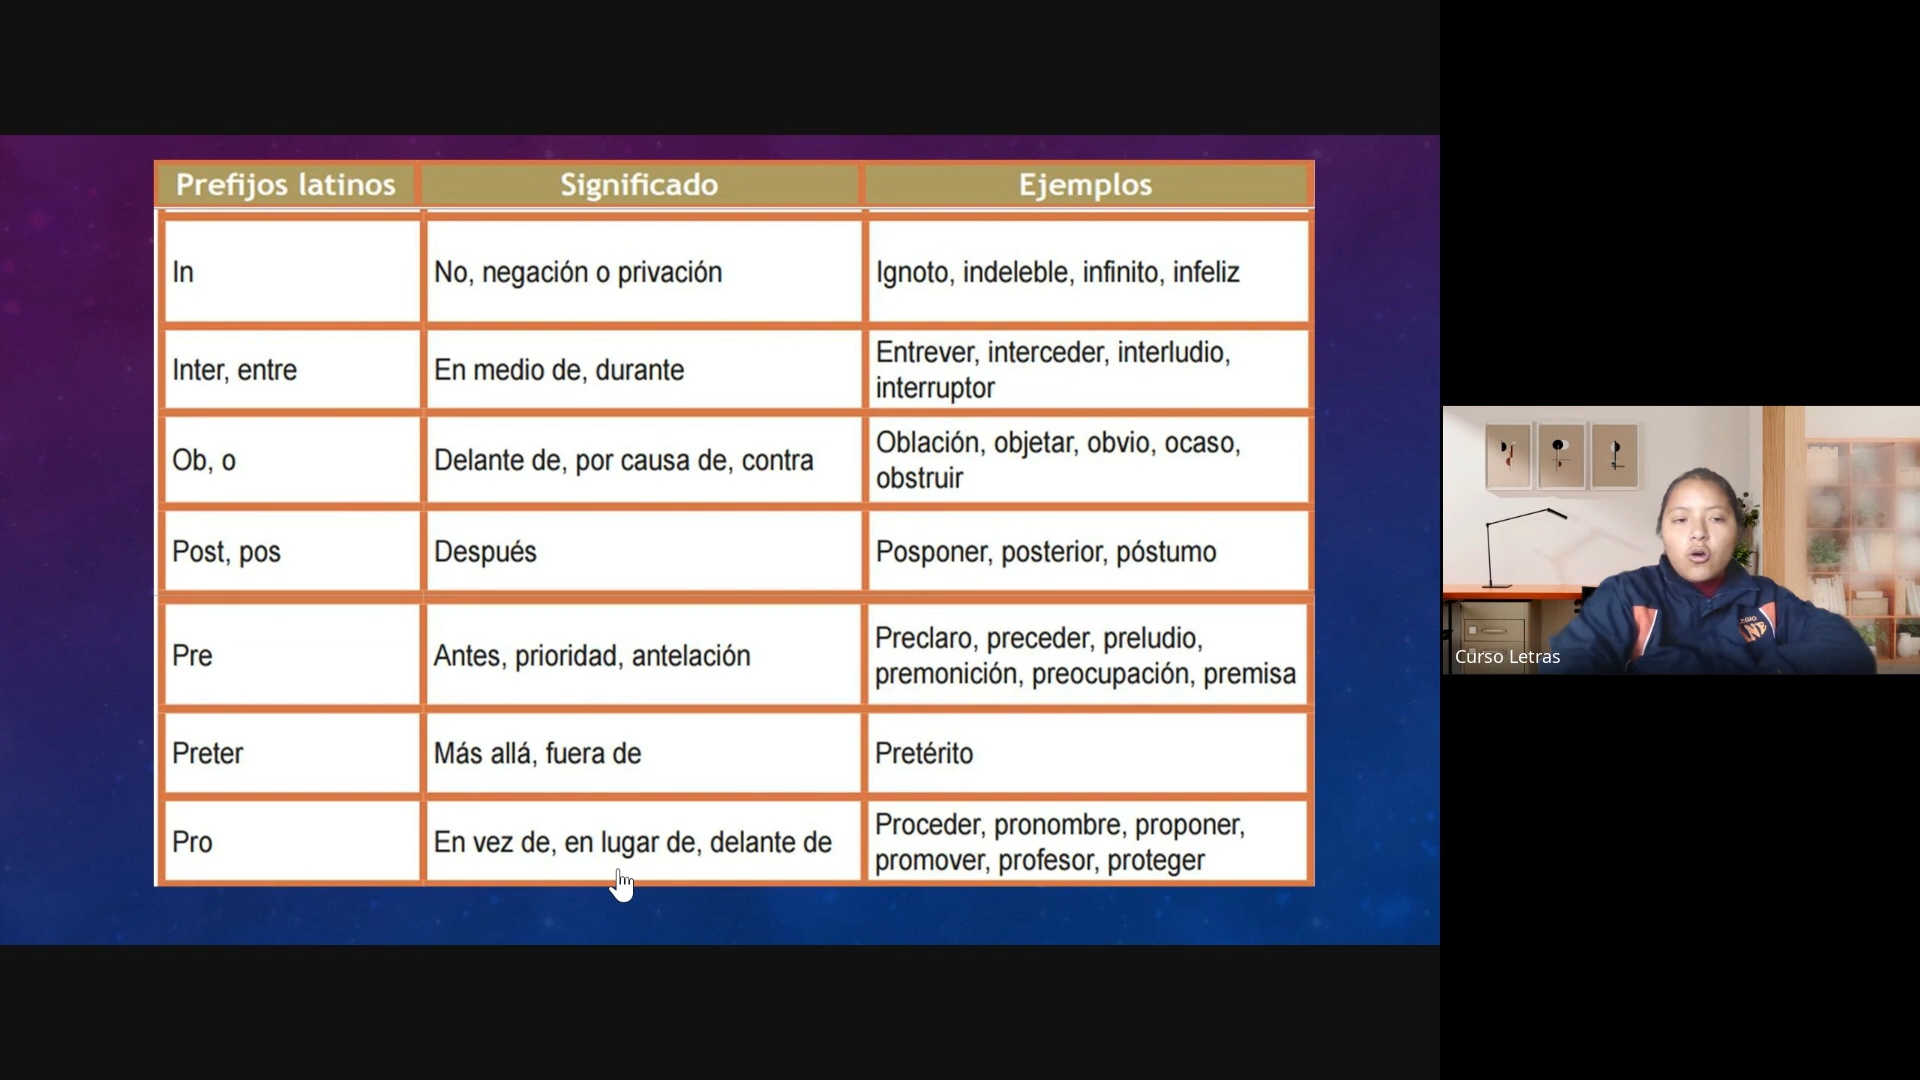 Prefijos latinos Significado Ejemplos
In No, negación o privación Ignoto, indeleble, infinito, infeliz
Inter, entre En medio de, durante Entrever, interceder, interludio,
interruptor
Ob, o Delante de, por causa de, contra Oblación, objetar, obvio, ocaso,
obstruir
Post, pos Después Posponer, posterior, póstumo
Pre Antes, prioridad, antelación Preclaro, preceder, preludio,
premonición, preocupación, premisa
Preter Más allá, fuera de Pretérito
Pro En vez de, en lugar de, delante de Proceder, pronombre, proponer,
promover, profesor, proteger
Curso Letras